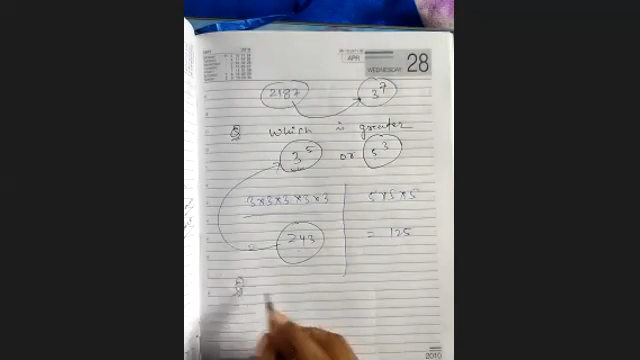 APR
WEDNESDAY 28
2187 3^7
Q which is greater
3^5 or 5^3
3×3×3×3×3 5×5×5
= 243 = 125
Q
2010